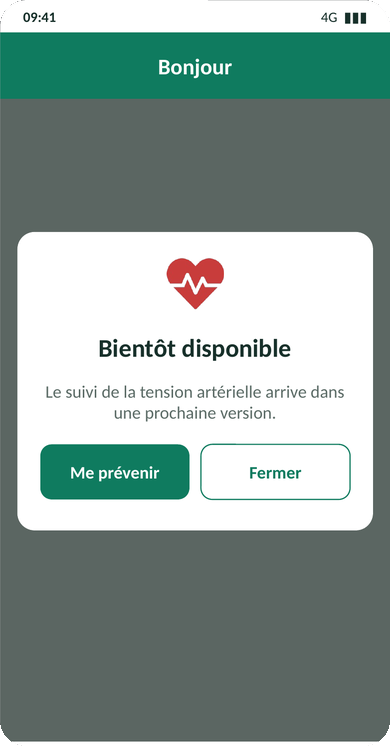 09:41 4G
Bonjour
Bientôt disponible
Le suivi de la tension artérielle arrive dans
une prochaine version.
Me prévenir Fermer